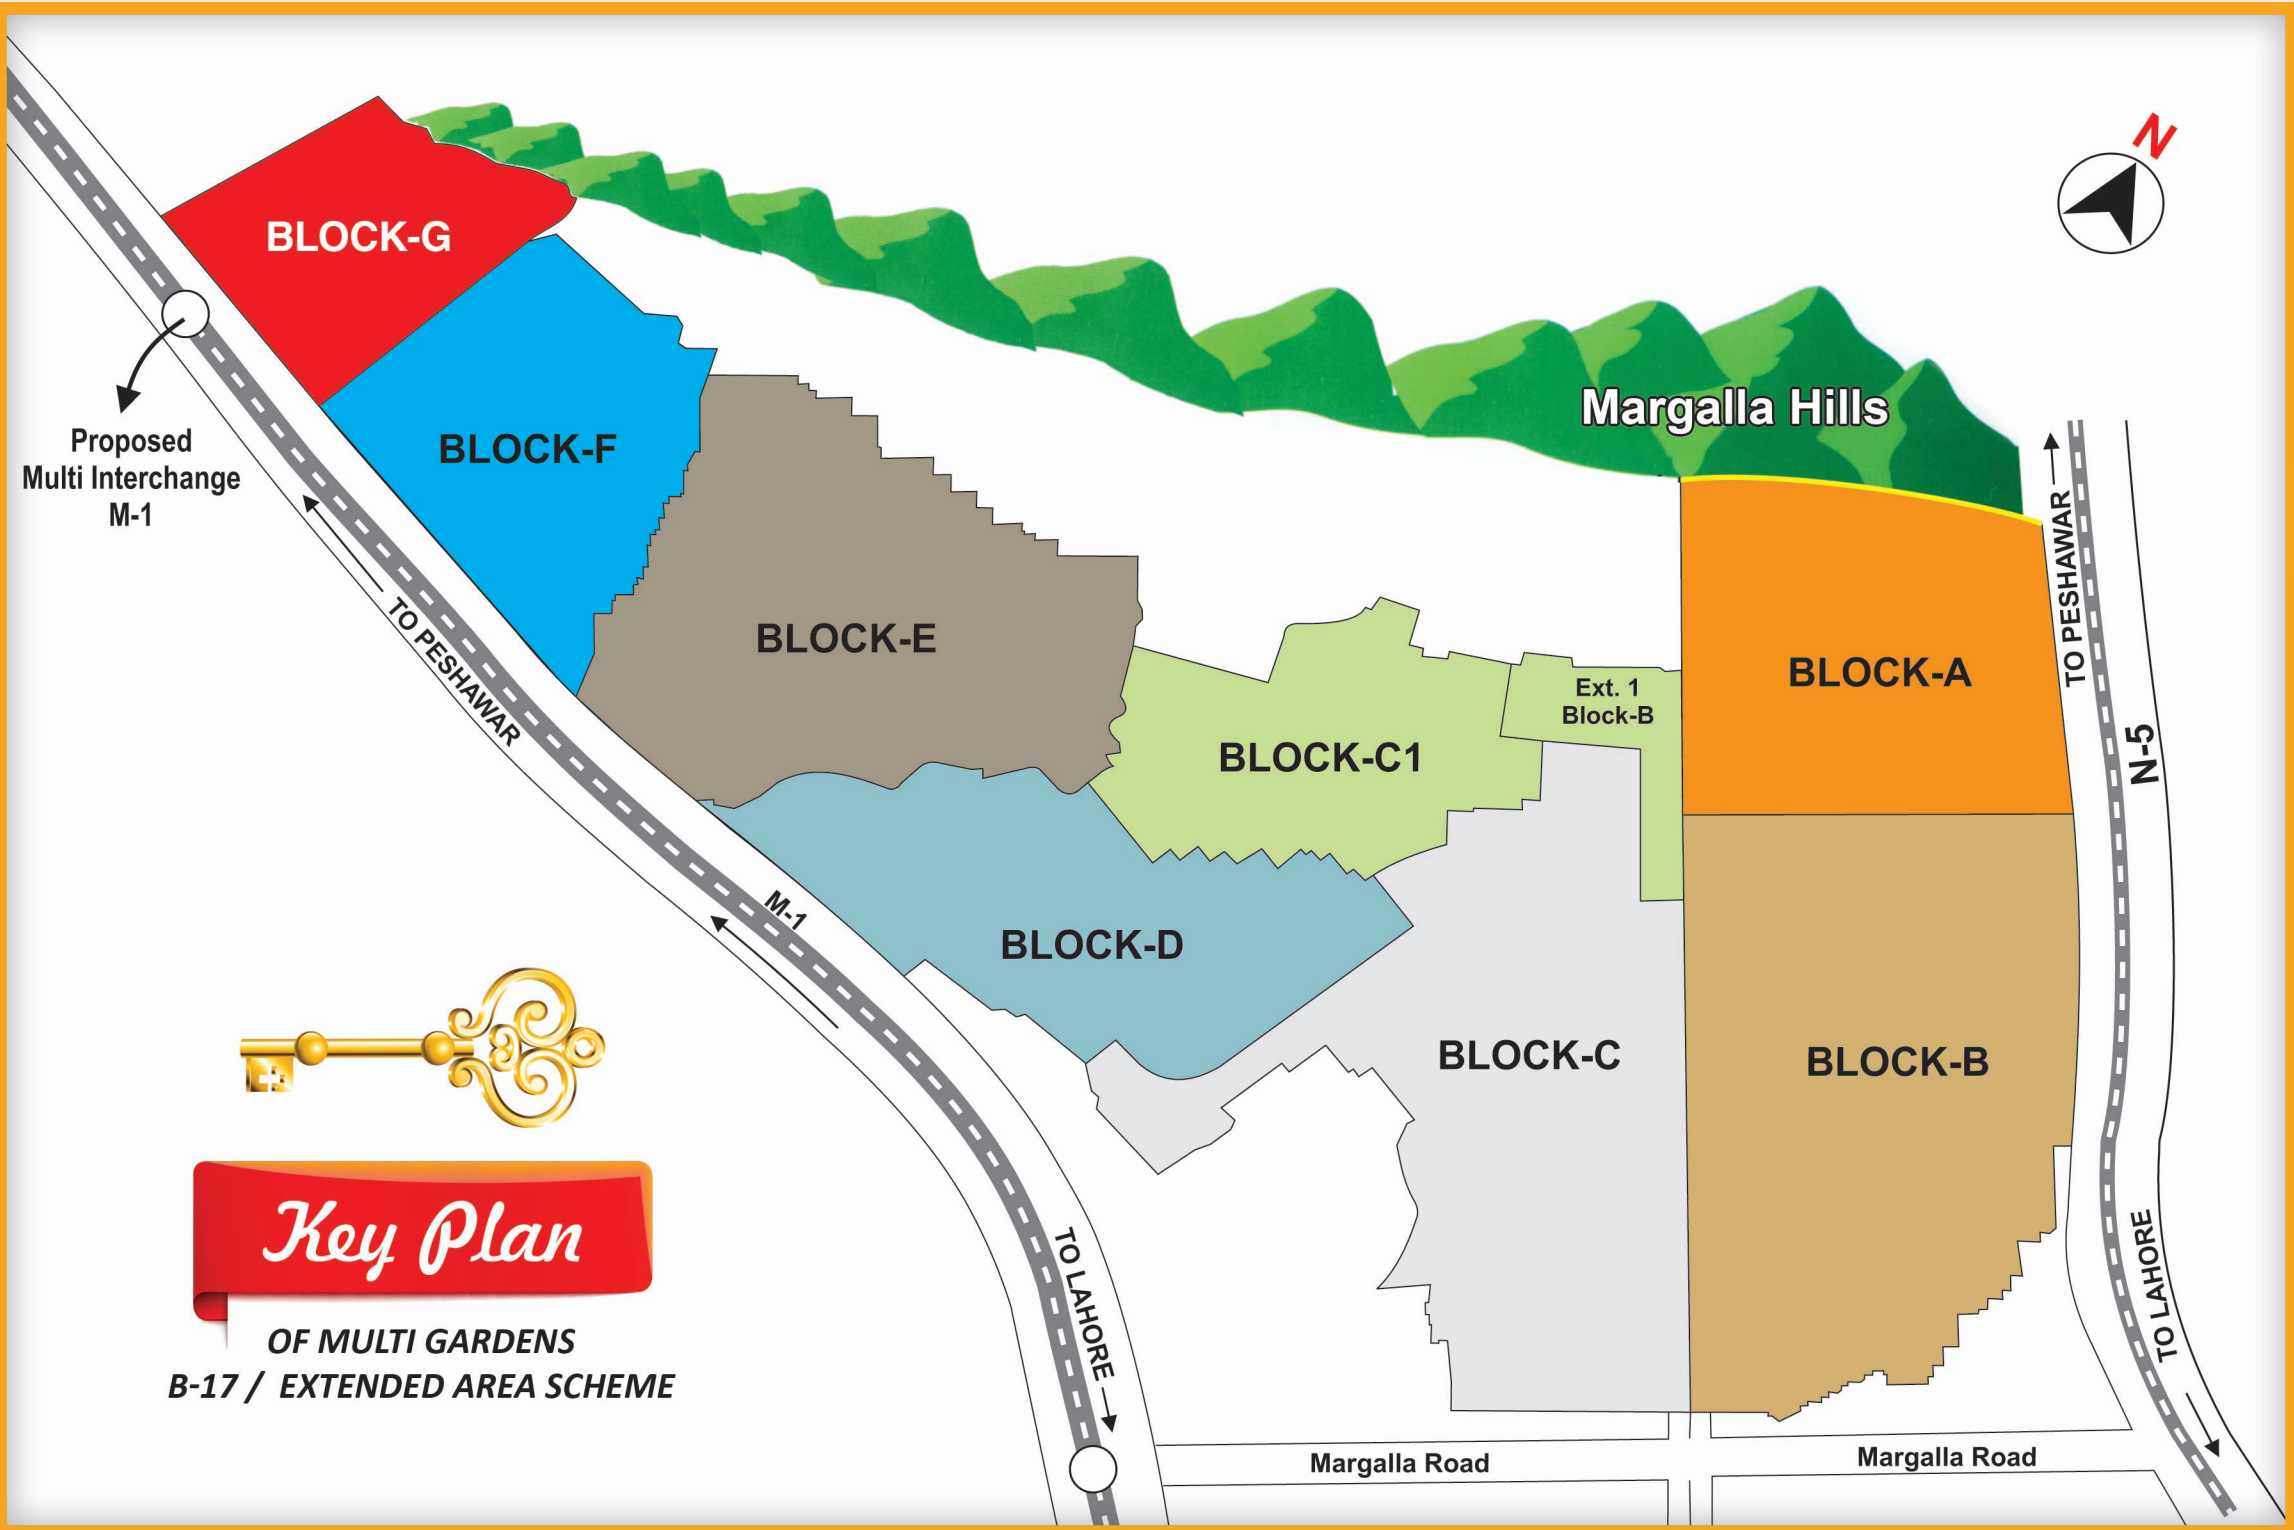 N
BLOCK-G
Margalla Hills
BLOCK-F
Proposed
Multi Interchange
M-1
TO PESHAWAR
TO PESHAWAR
BLOCK-E
BLOCK-A
Ext. 1
Block-B
BLOCK-C1
N-5
M-1
BLOCK-D
BLOCK-C
BLOCK-B
Key Plan
OF MULTI GARDENS
B-17 / EXTENDED AREA SCHEME
TO LAHORE
TO LAHORE
Margalla Road
Margalla Road